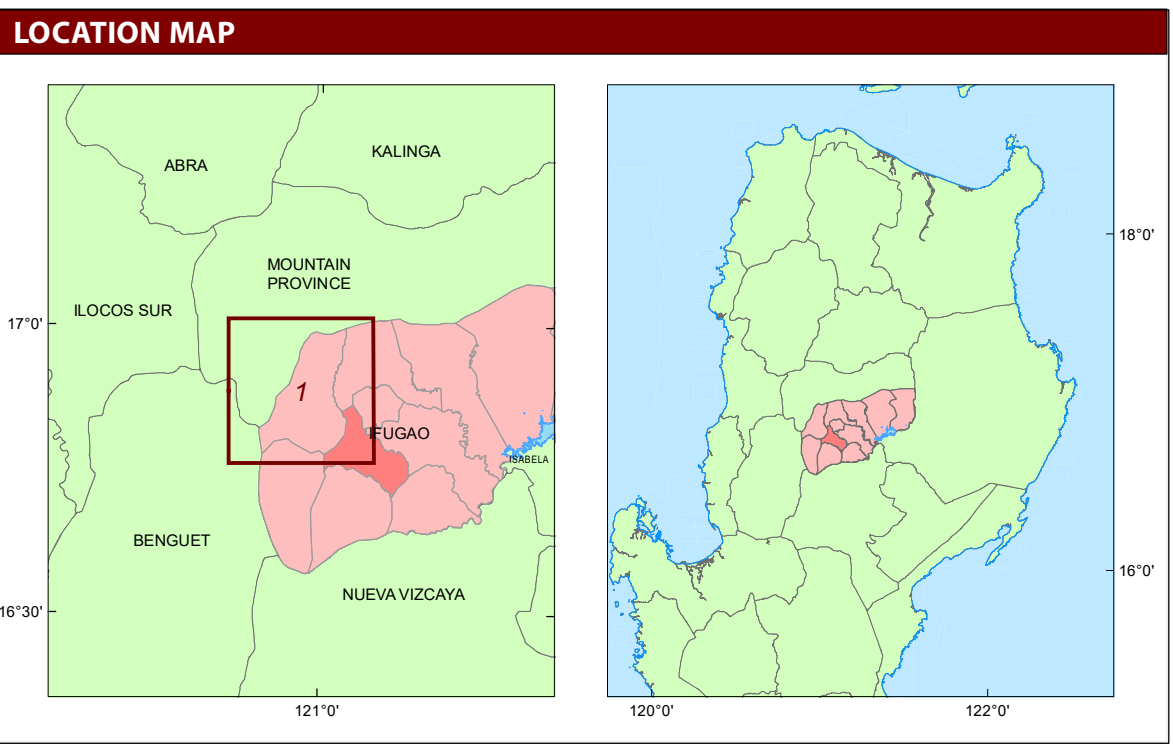 LOCATION MAP
ABRA
KALINGA
MOUNTAIN
PROVINCE
ILOCOS SUR
17°0'
1
IFUGAO
ISABELA
BENGUET
NUEVA VIZCAYA
16°30'
121°0'
18°0'
16°0'
120°0'
122°0'